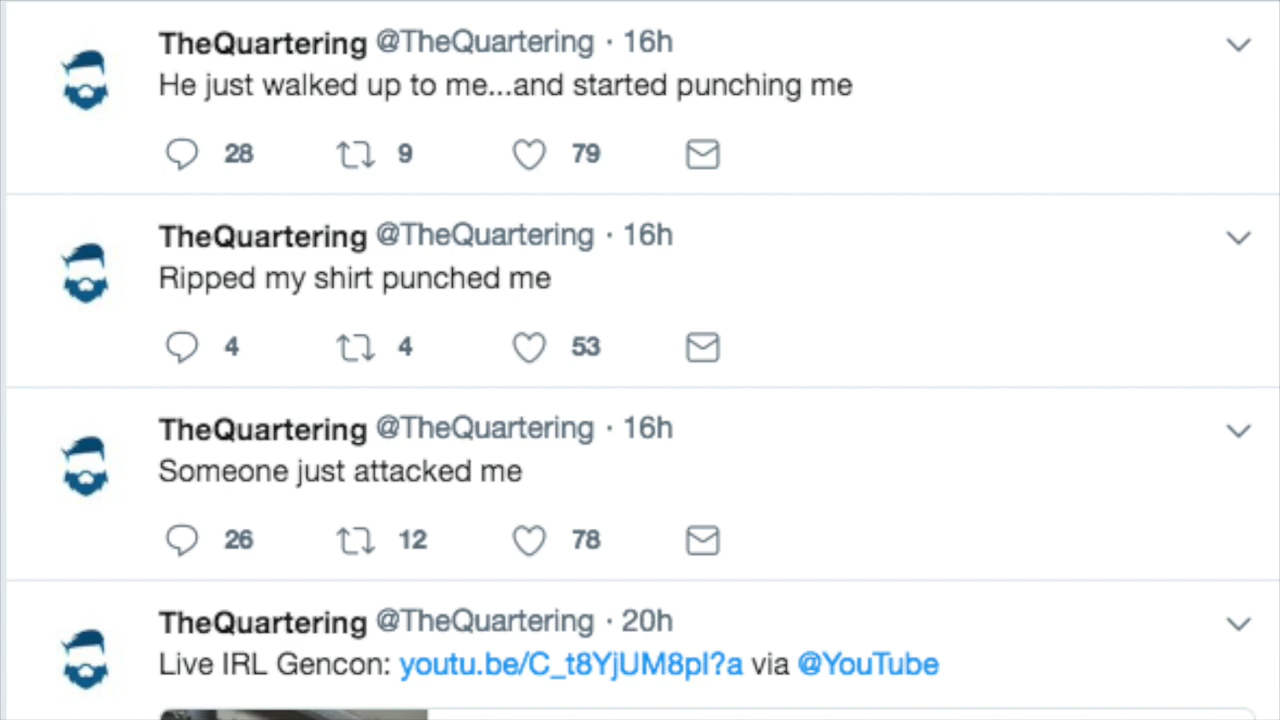 TheQuartering @TheQuartering · 16h
He just walked up to me...and started punching me
28 9 79
TheQuartering @TheQuartering · 16h
Ripped my shirt punched me
4 4 53
TheQuartering @TheQuartering · 16h
Someone just attacked me
26 12 78
TheQuartering @TheQuartering · 20h
Live IRL Gencon: youtu.be/C_t8YjUM8pI?a via @YouTube